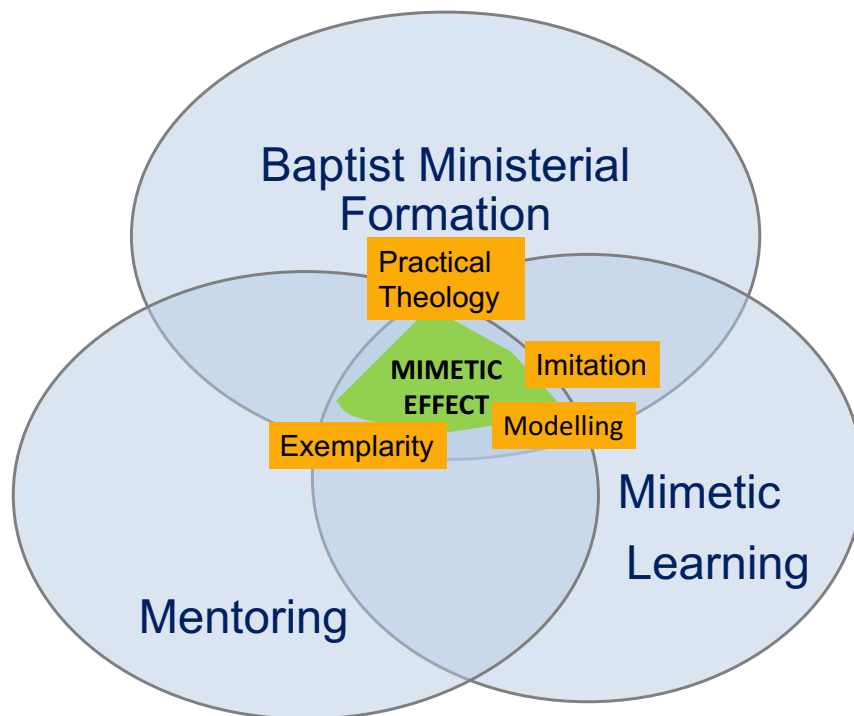 Baptist Ministerial
Formation
Practical
Theology
Imitation
MIMETIC
EFFECT
Modelling
Exemplarity
Mimetic
Learning
Mentoring